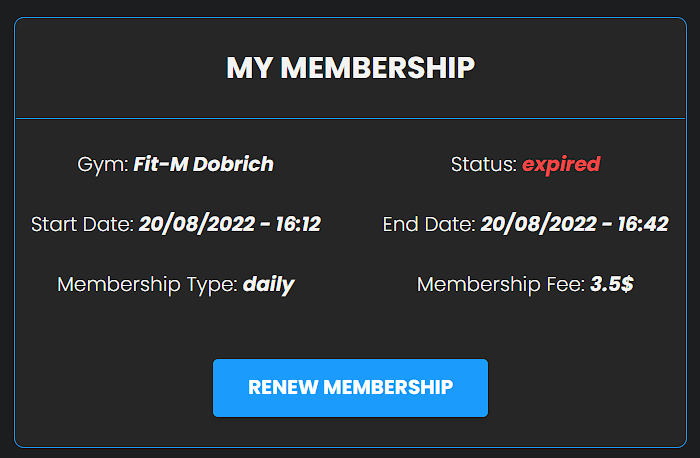 MY MEMBERSHIP
Gym: Fit-M Dobrich
Status: expired
Start Date: 20/08/2022 - 16:12
End Date: 20/08/2022 - 16:42
Membership Type: daily
Membership Fee: 3.5$
RENEW MEMBERSHIP